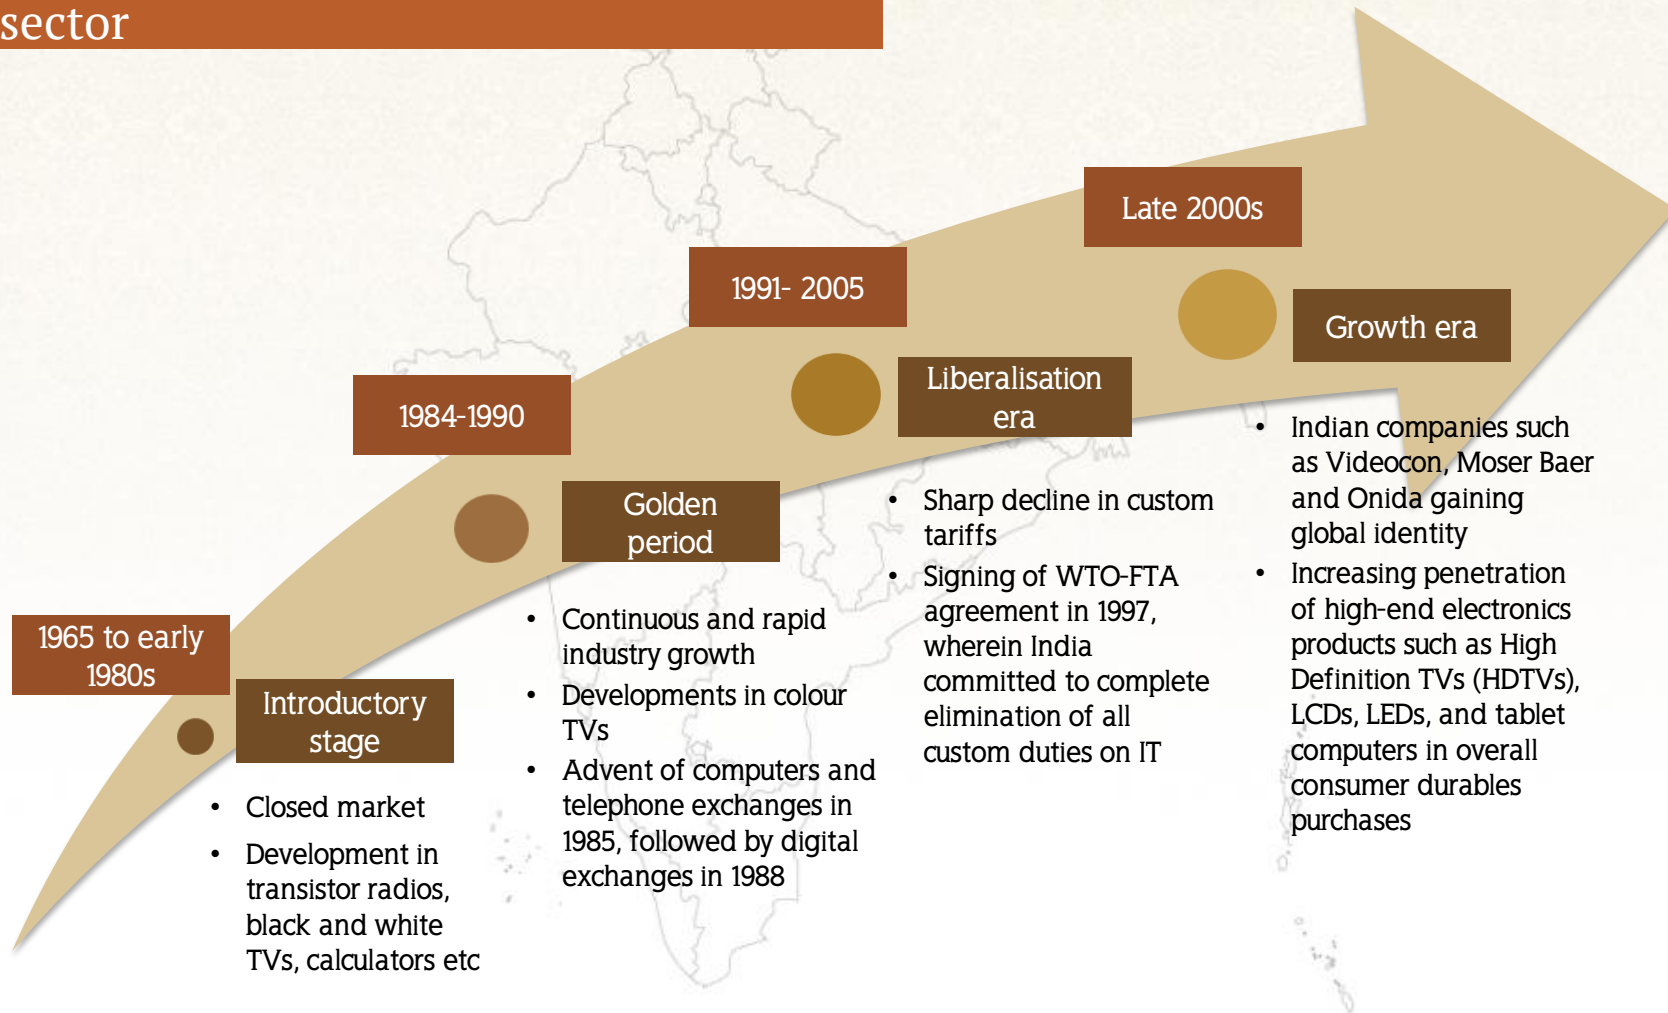 sector
1965 to early
1980s
Introductory
stage
• Closed market
• Development in
transistor radios,
black and white
TVs, calculators etc
1984-1990
Golden
period
• Continuous and rapid
industry growth
• Developments in colour
TVs
• Advent of computers and
telephone exchanges in
1985, followed by digital
exchanges in 1988
1991- 2005
Liberalisation
era
• Sharp decline in custom
tariffs
• Signing of WTO-FTA
agreement in 1997,
wherein India
committed to complete
elimination of all
custom duties on IT
Late 2000s
Growth era
• Indian companies such
as Videocon, Moser Baer
and Onida gaining
global identity
• Increasing penetration
of high-end electronics
products such as High
Definition TVs (HDTVs),
LCDs, LEDs, and tablet
computers in overall
consumer durables
purchases